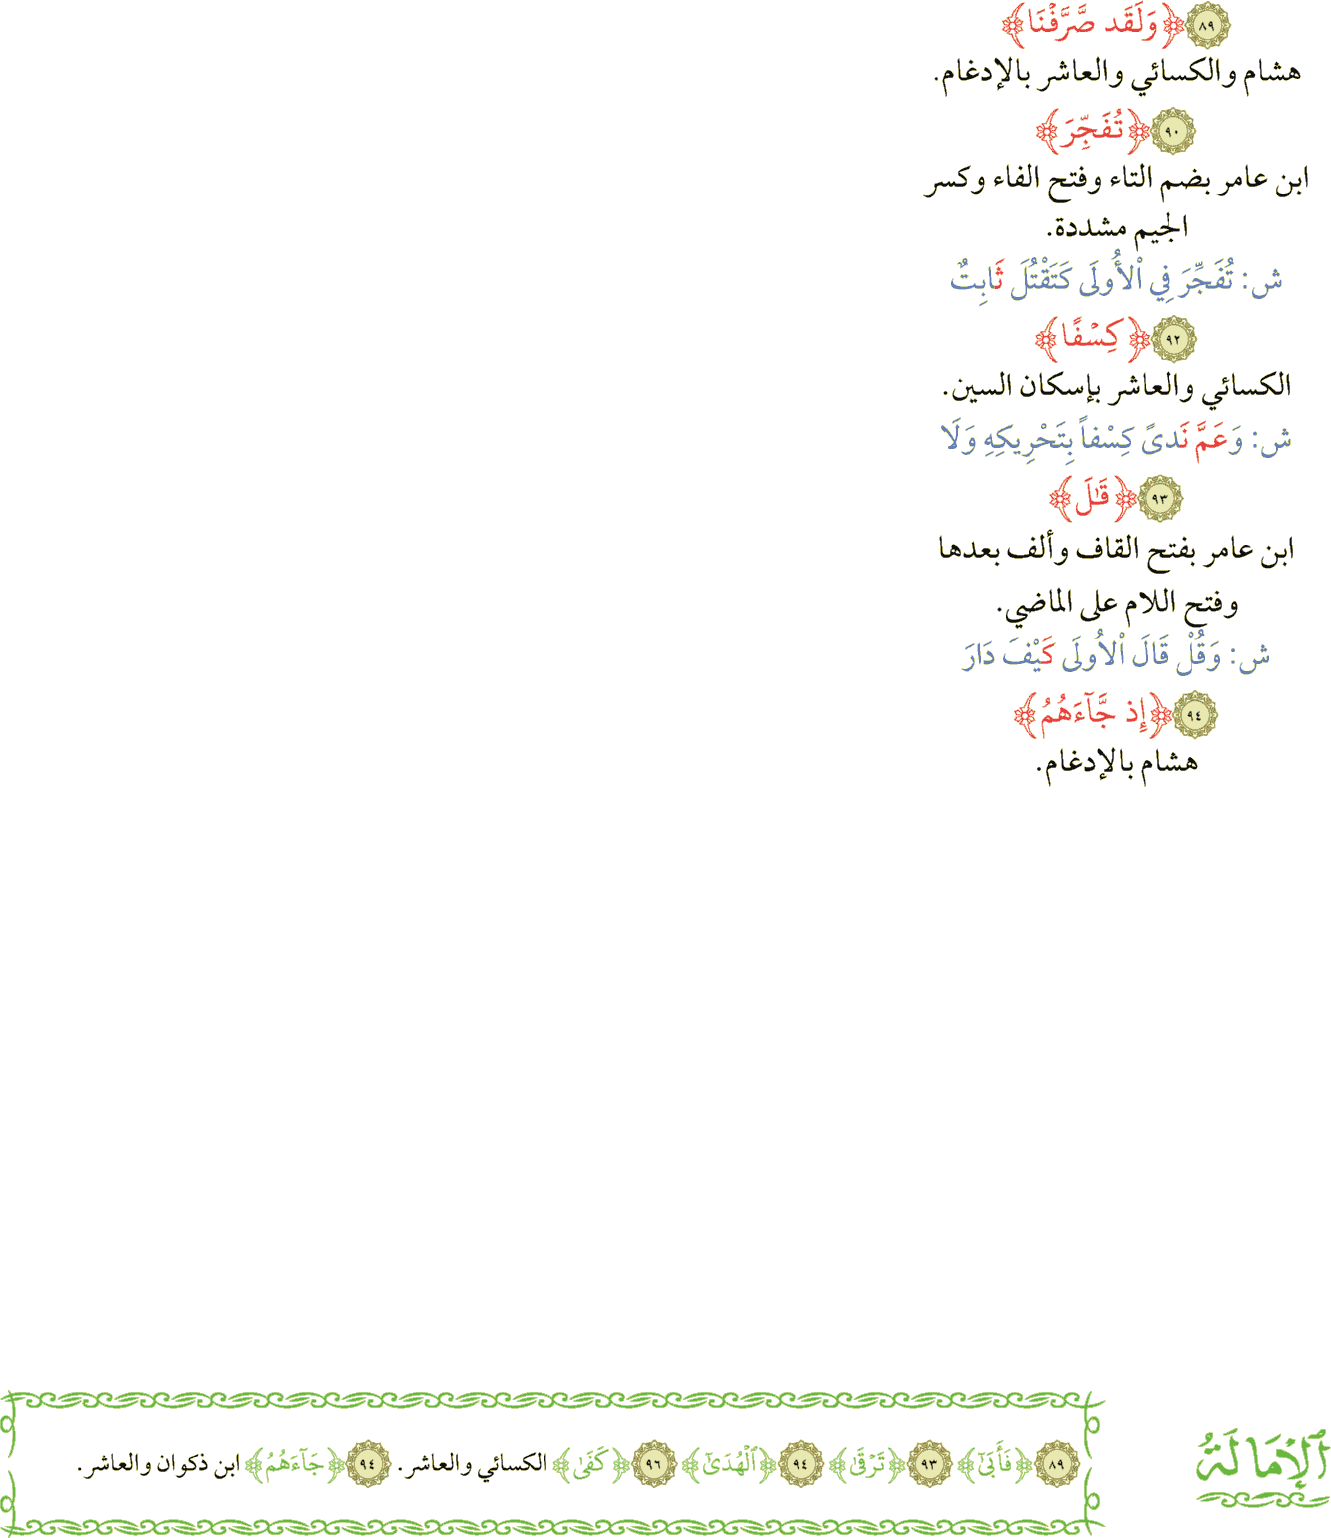 ٨٩ ﴿وَلَقَد صَّرَّفْنَا﴾
هشام والكسائي والعاشر بالإدغام.
٩٠ ﴿تُفَجِّرَ﴾
ابن عامر بضم التاء وفتح الفاء وكسر
الجيم مشددة.
ش: تُفَجِّرَ فِي ٱلْأُولَى كَتَقْتُلَ ثَابِتٌ
٩٢ ﴿كِسْفًا﴾
الكسائي والعاشر بإسكان السين.
ش: وَعَمَّ نَدىً كِسْفاً بِتَحْرِيكِهِ وَلَا
٩٣ ﴿قَٰلَ﴾
ابن عامر بفتح القاف وألف بعدها
وفتح اللام على الماضي.
ش: وَقُلْ قَالَ ٱلْأُولَى كَيْفَ دَارَ
٩٤ ﴿إِذ جَّآءَهُمُ﴾
هشام بالإدغام.
ٱلْإِمَالَةُ
٨٩ ﴿فَأَبَىٰٓ﴾ ٩٣ ﴿تَرْقَىٰ﴾ ٩٤ ﴿ٱلْهُدَىٰٓ﴾ ٩٦ ﴿كَفَىٰ﴾ الكسائي والعاشر. ٩٤ ﴿جَآءَهُمُ﴾ ابن ذكوان والعاشر.